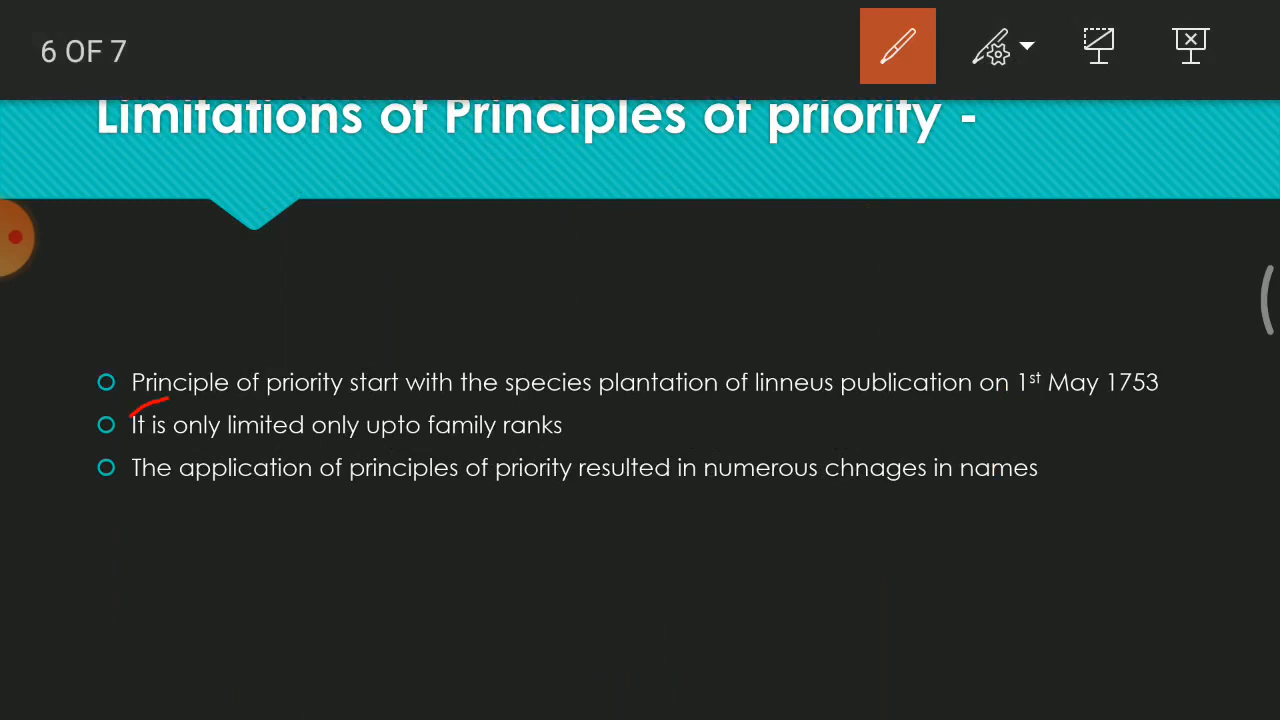 6 OF 7
Limitations of Principles of priority -
Principle of priority start with the species plantation of linneus publication on 1st May 1753
It is only limited only upto family ranks
The application of principles of priority resulted in numerous chnages in names